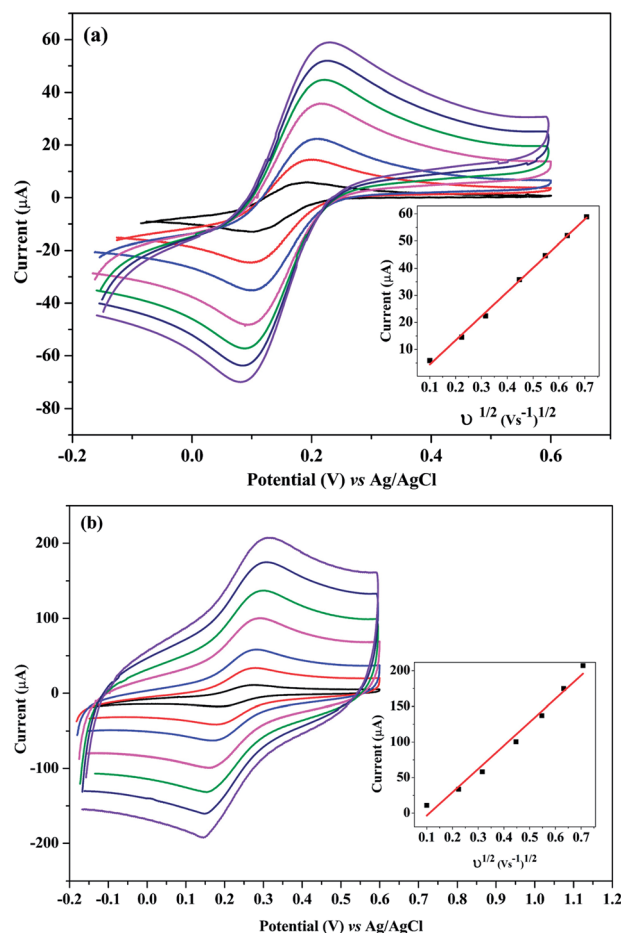 (a)
60
40
20
0
-20
-40
-60
-80
Current (μA)
-0.2 0.0 0.2 0.4 0.6
Potential (V) vs Ag/AgCl
60
50
40
30
20
10
Current (μA)
0.1 0.2 0.3 0.4 0.5 0.6 0.7
υ 1/2 (Vs-1)1/2
(b)
200
100
0
-100
-200
Current (μA)
-0.2 -0.1 0.0 0.1 0.2 0.3 0.4 0.5 0.6 0.7 0.8 0.9 1.0 1.1 1.2
Potential (V) vs Ag/AgCl
200
150
100
50
0
Current (μA)
0.1 0.2 0.3 0.4 0.5 0.6 0.7
υ1/2 (Vs-1)1/2